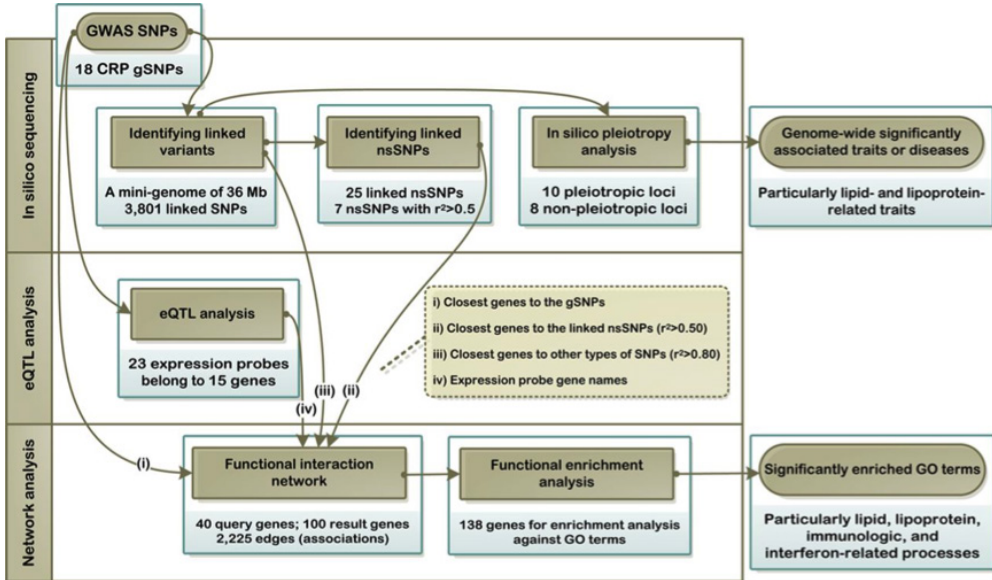 GWAS SNPs
18 CRP gSNPs
In silico sequencing
Identifying linked
variants
A mini-genome of 36 Mb
3,801 linked SNPs
Identifying linked
nsSNPs
25 linked nsSNPs
7 nsSNPs with r²>0.5
In silico pleiotropy
analysis
10 pleiotropic loci
8 non-pleiotropic loci
Genome-wide significantly
associated traits or diseases
Particularly lipid- and lipoprotein-
related traits
eQTL analysis
eQTL analysis
23 expression probes
belong to 15 genes
i) Closest genes to the gSNPs
ii) Closest genes to the linked nsSNPs (r²>0.50)
iii) Closest genes to other types of SNPs (r²>0.80)
iv) Expression probe gene names
(iii)
(ii)
(iv)
(i)
Network analysis
Functional interaction
network
40 query genes; 100 result genes
2,225 edges (associations)
Functional enrichment
analysis
138 genes for enrichment analysis
against GO terms
Significantly enriched GO terms
Particularly lipid, lipoprotein,
immunologic, and
interferon-related processes